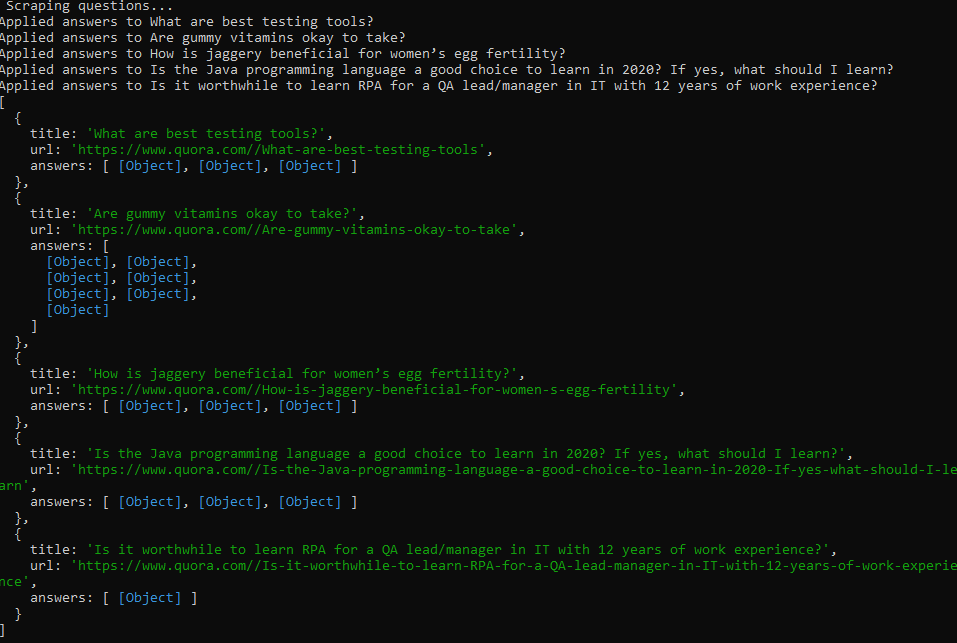 Scraping questions...
Applied answers to What are best testing tools?
Applied answers to Are gummy vitamins okay to take?
Applied answers to How is jaggery beneficial for women’s egg fertility?
Applied answers to Is the Java programming language a good choice to learn in 2020? If yes, what should I learn?
Applied answers to Is it worthwhile to learn RPA for a QA lead/manager in IT with 12 years of work experience?
[
  {
    title: 'What are best testing tools?',
    url: 'https://www.quora.com//What-are-best-testing-tools',
    answers: [ [Object], [Object], [Object] ]
  },
  {
    title: 'Are gummy vitamins okay to take?',
    url: 'https://www.quora.com//Are-gummy-vitamins-okay-to-take',
    answers: [
      [Object], [Object],
      [Object], [Object],
      [Object], [Object],
      [Object]
    ]
  },
  {
    title: 'How is jaggery beneficial for women’s egg fertility?',
    url: 'https://www.quora.com//How-is-jaggery-beneficial-for-women-s-egg-fertility',
    answers: [ [Object], [Object], [Object] ]
  },
  {
    title: 'Is the Java programming language a good choice to learn in 2020? If yes, what should I learn?',
    url: 'https://www.quora.com//Is-the-Java-programming-language-a-good-choice-to-learn-in-2020-If-yes-what-should-I-le
arn',
    answers: [ [Object], [Object], [Object] ]
  },
  {
    title: 'Is it worthwhile to learn RPA for a QA lead/manager in IT with 12 years of work experience?',
    url: 'https://www.quora.com//Is-it-worthwhile-to-learn-RPA-for-a-QA-lead-manager-in-IT-with-12-years-of-work-experie
nce',
    answers: [ [Object] ]
  }
]